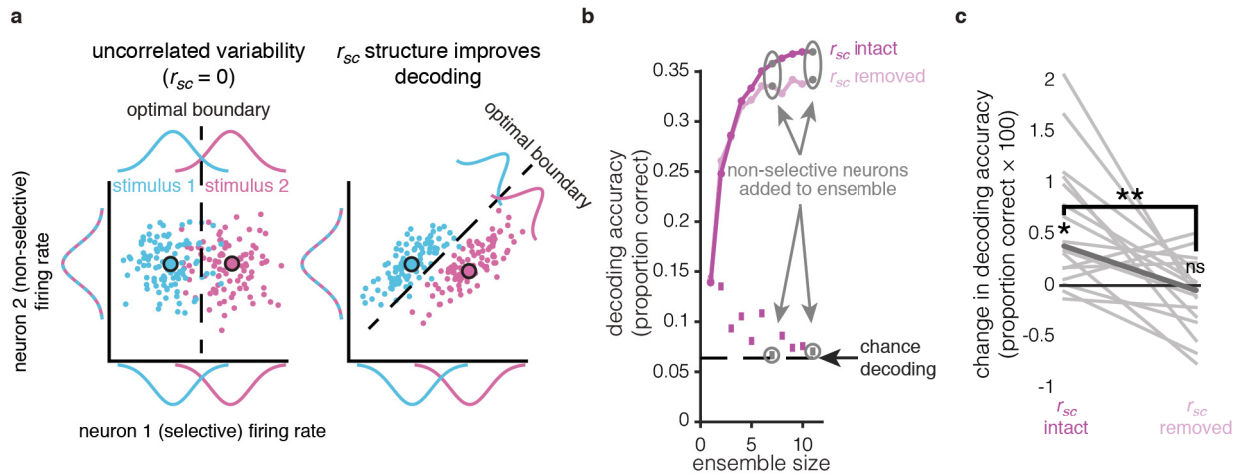 a
uncorrelated variability
(rsc = 0)
rsc structure improves
decoding
optimal boundary
optimal boundary
stimulus 1
stimulus 2
neuron 2 (non-selective)
firing rate
neuron 1 (selective) firing rate
b
rsc intact
rsc removed
decoding accuracy
(proportion correct)
0.35
0.3
0.25
0.2
0.15
0.1
0.05
0
non-selective neurons
added to ensemble
chance
decoding
0
5
10
ensemble size
c
change in decoding accuracy
(proportion correct × 100)
2
1.5
1
0.5
0
-0.5
-1
**
*
ns
rsc
intact
rsc
removed